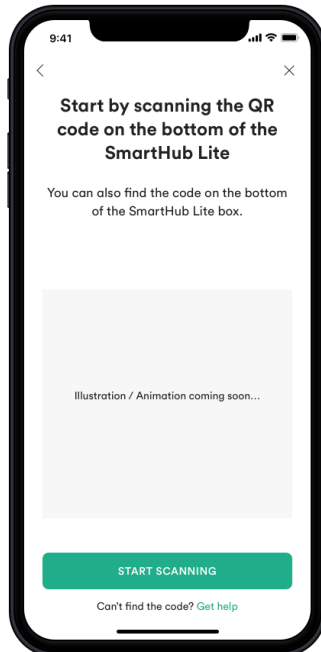 9:41
Start by scanning the QR
code on the bottom of the
SmartHub Lite
You can also find the code on the bottom
of the SmartHub Lite box.
Illustration / Animation coming soon...
START SCANNING
Can't find the code? Get help